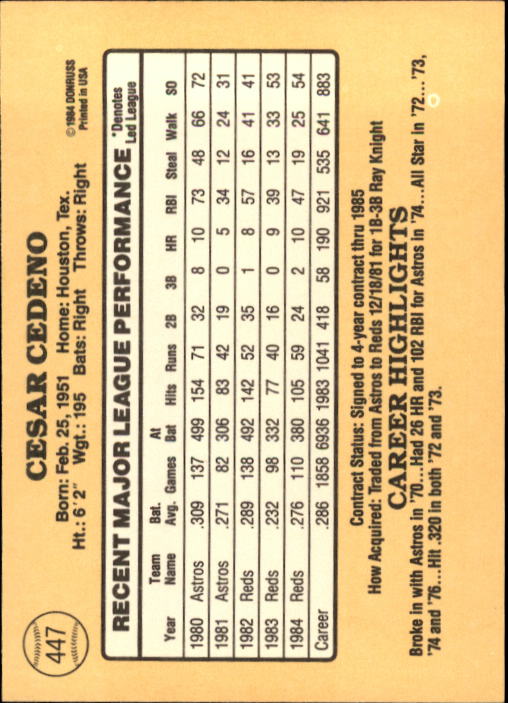 447
CESAR CEDENO
© 1984 DONRUSS
Printed in USA
Born: Feb. 25, 1951 Home: Houston, Tex.
Ht.: 6'2" Wgt.: 195 Bats: Right Throws: Right
RECENT MAJOR LEAGUE PERFORMANCE *Denotes Led League
Year Team Name Bat. Avg. Games At Bat Hits Runs 2B 3B HR RBI Steal Walk SO
1980 Astros .309 137 499 154 71 32 8 10 73 48 66 72
1981 Astros .271 82 306 83 42 19 0 5 34 12 24 31
1982 Reds .289 138 492 142 52 35 1 8 57 16 41 41
1983 Reds .232 98 332 77 40 16 0 9 39 13 33 53
1984 Reds .276 110 380 105 59 24 2 10 47 19 25 54
Career .286 1858 6936 1983 1041 418 58 190 921 535 641 883
Contract Status: Signed to 4-year contract thru 1985
How Acquired: Traded from Astros to Reds 12/18/81 for 1B-3B Ray Knight
CAREER HIGHLIGHTS
Broke in with Astros in '70...Had 26 HR and 102 RBI for Astros in '74...All Star in '72...'73,
'74 and '76...Hit .320 in both '72 and '73.